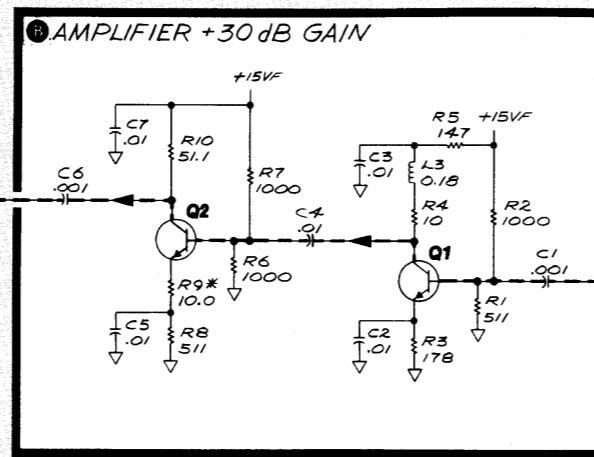 B AMPLIFIER +30 dB GAIN
+15VF
C7
.01
R10
51.1
R7
1000
C6
.001
Q2
C4
.01
R6
1000
R9*
10.0
C5
.01
R8
511
R5
14.7
+15VF
C3
.01
L3
0.18
R4
10
R2
1000
Q1
C1
.001
R1
511
C2
.01
R3
178